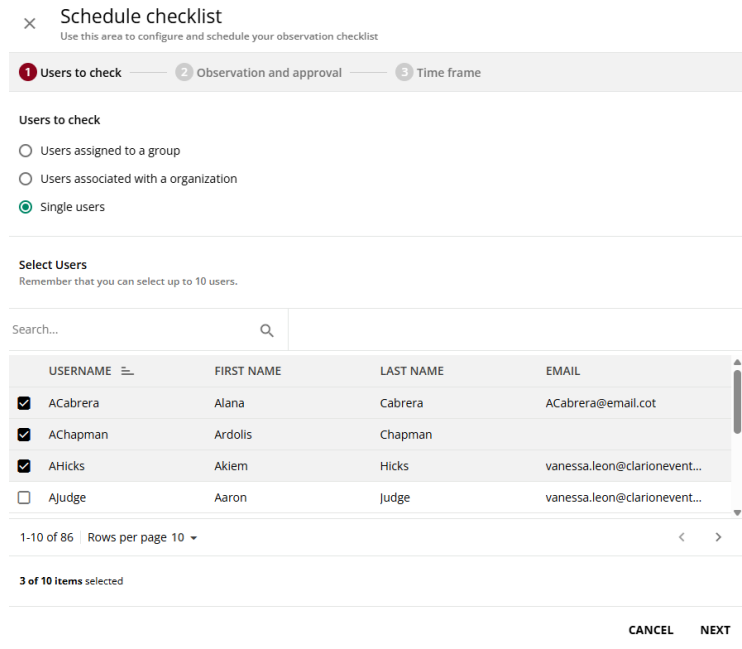 Schedule checklist
Use this area to configure and schedule your observation checklist
1 Users to check 2 Observation and approval 3 Time frame
Users to check
Users assigned to a group
Users associated with a organization
Single users
Select Users
Remember that you can select up to 10 users.
Search...
USERNAME FIRST NAME LAST NAME EMAIL
ACabrera Alana Cabrera ACabrera@email.cot
AChapman Ardolis Chapman
AHicks Akiem Hicks vanessa.leon@clarionevent...
AJudge Aaron Judge vanessa.leon@clarionevent...
1-10 of 86 Rows per page 10
3 of 10 items selected
CANCEL NEXT